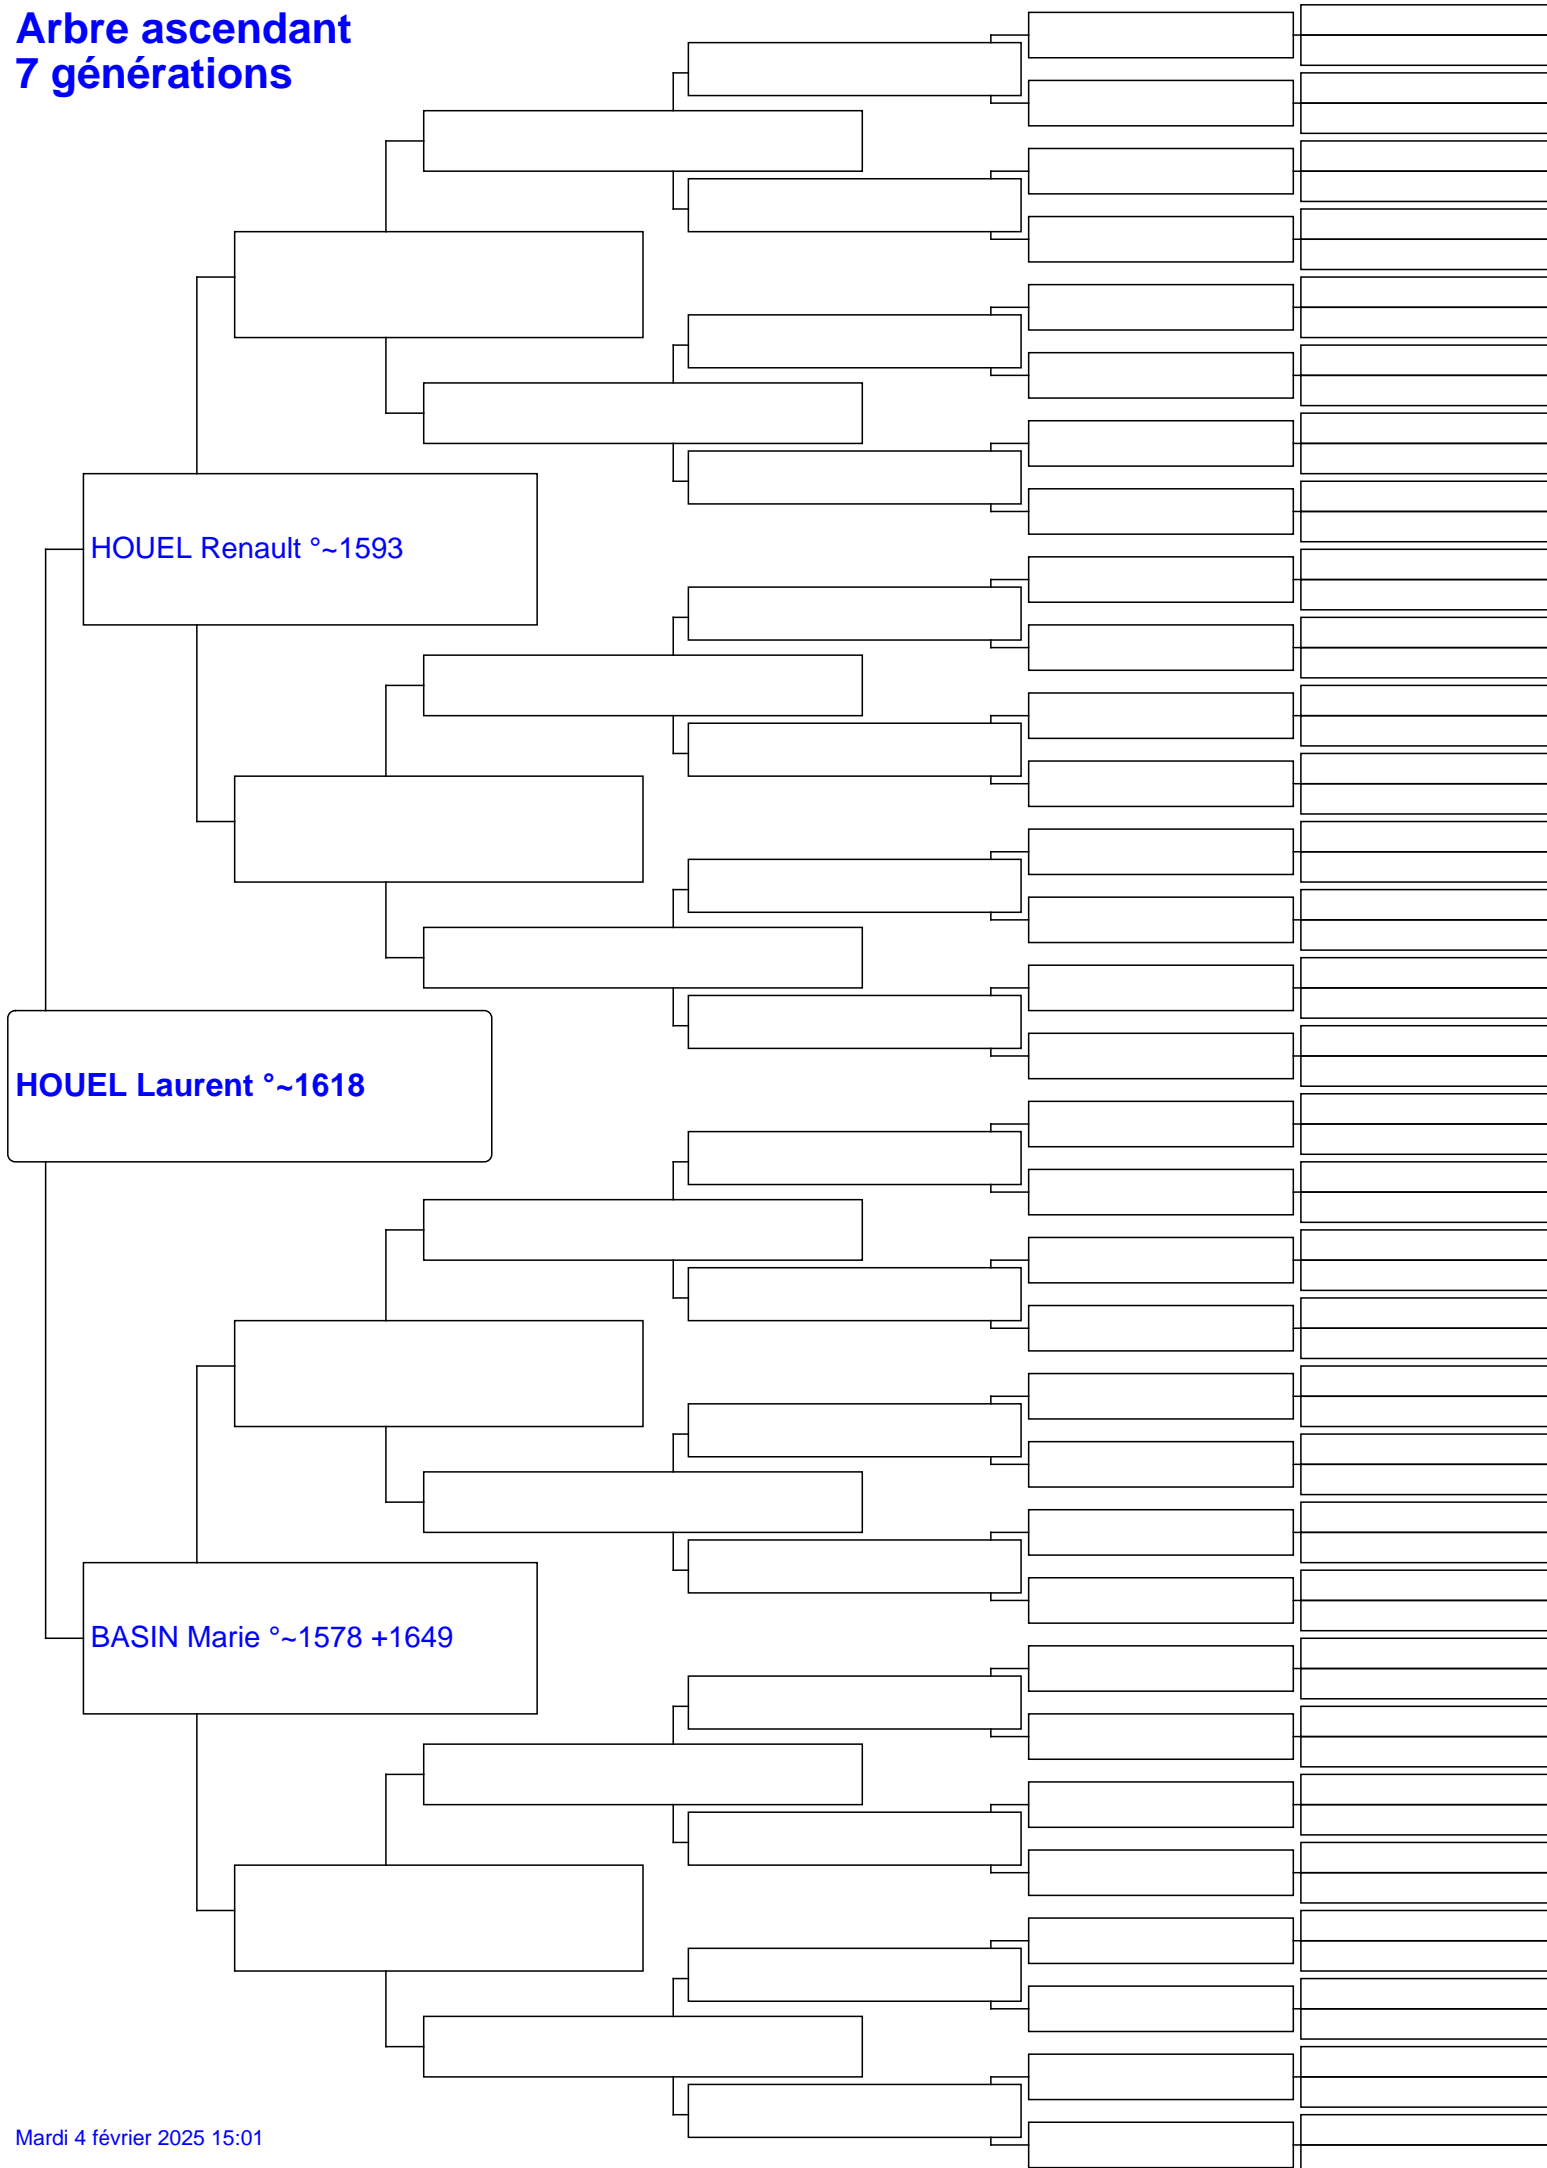 Arbre ascendant
7 générations
HOUEL Renault °~1593
HOUEL Laurent °~1618
BASIN Marie °~1578 +1649
Mardi 4 février 2025 15:01